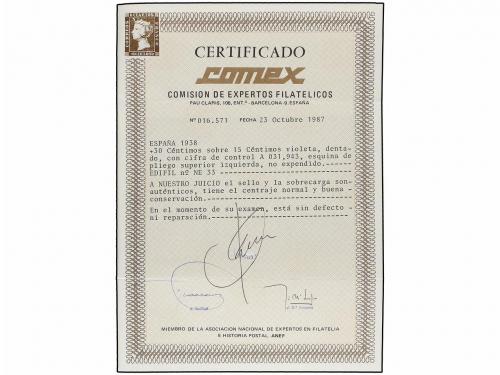 CERTIFICADO
comex
COMISION DE EXPERTOS FILATELICOS
PAU CLARIS, 106, ENT.º - BARCELONA-9. ESPAÑA
Nº 016.571 FECHA 23 Octubre 1987
ESPAÑA 1938
+30 Céntimos sobre 15 Céntimos violeta, denta-
do, con cifra de control A 031,943, esquina de
pliego superior izquierda, no expendido.
EDIFIL nº NE 33
A NUESTRO JUICIO el sello y la sobrecarga son
auténticos, tiene el centraje normal y buena
conservación.
En el momento de su examen, está sin defecto
ni reparación.
MIEMBRO DE LA ASOCIACION NACIONAL DE EXPERTOS EN FILATELIA
E HISTORIA POSTAL. ANEF